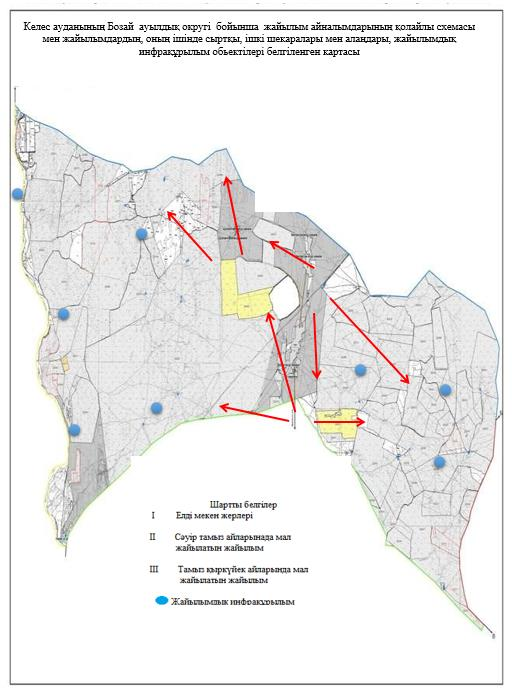 Келес ауданының Бозай  ауылдық округі  бойынша  жайылым айналымдарының қолайлы схемасы
мен жайылымдардың, оның ішінде сыртқы, ішкі шекаралары мен алаңдары, жайылымдық
инфрақұрылым обьектілері белгіленген картасы
Шартты белгілер
I Елді мекен жерлері
II Сәуір тамыз айларынада мал
жайылатын жайылым
III Тамыз қыркүйек айларында мал
жайылатын жайылым
Жайылымдық инфрақұрылым